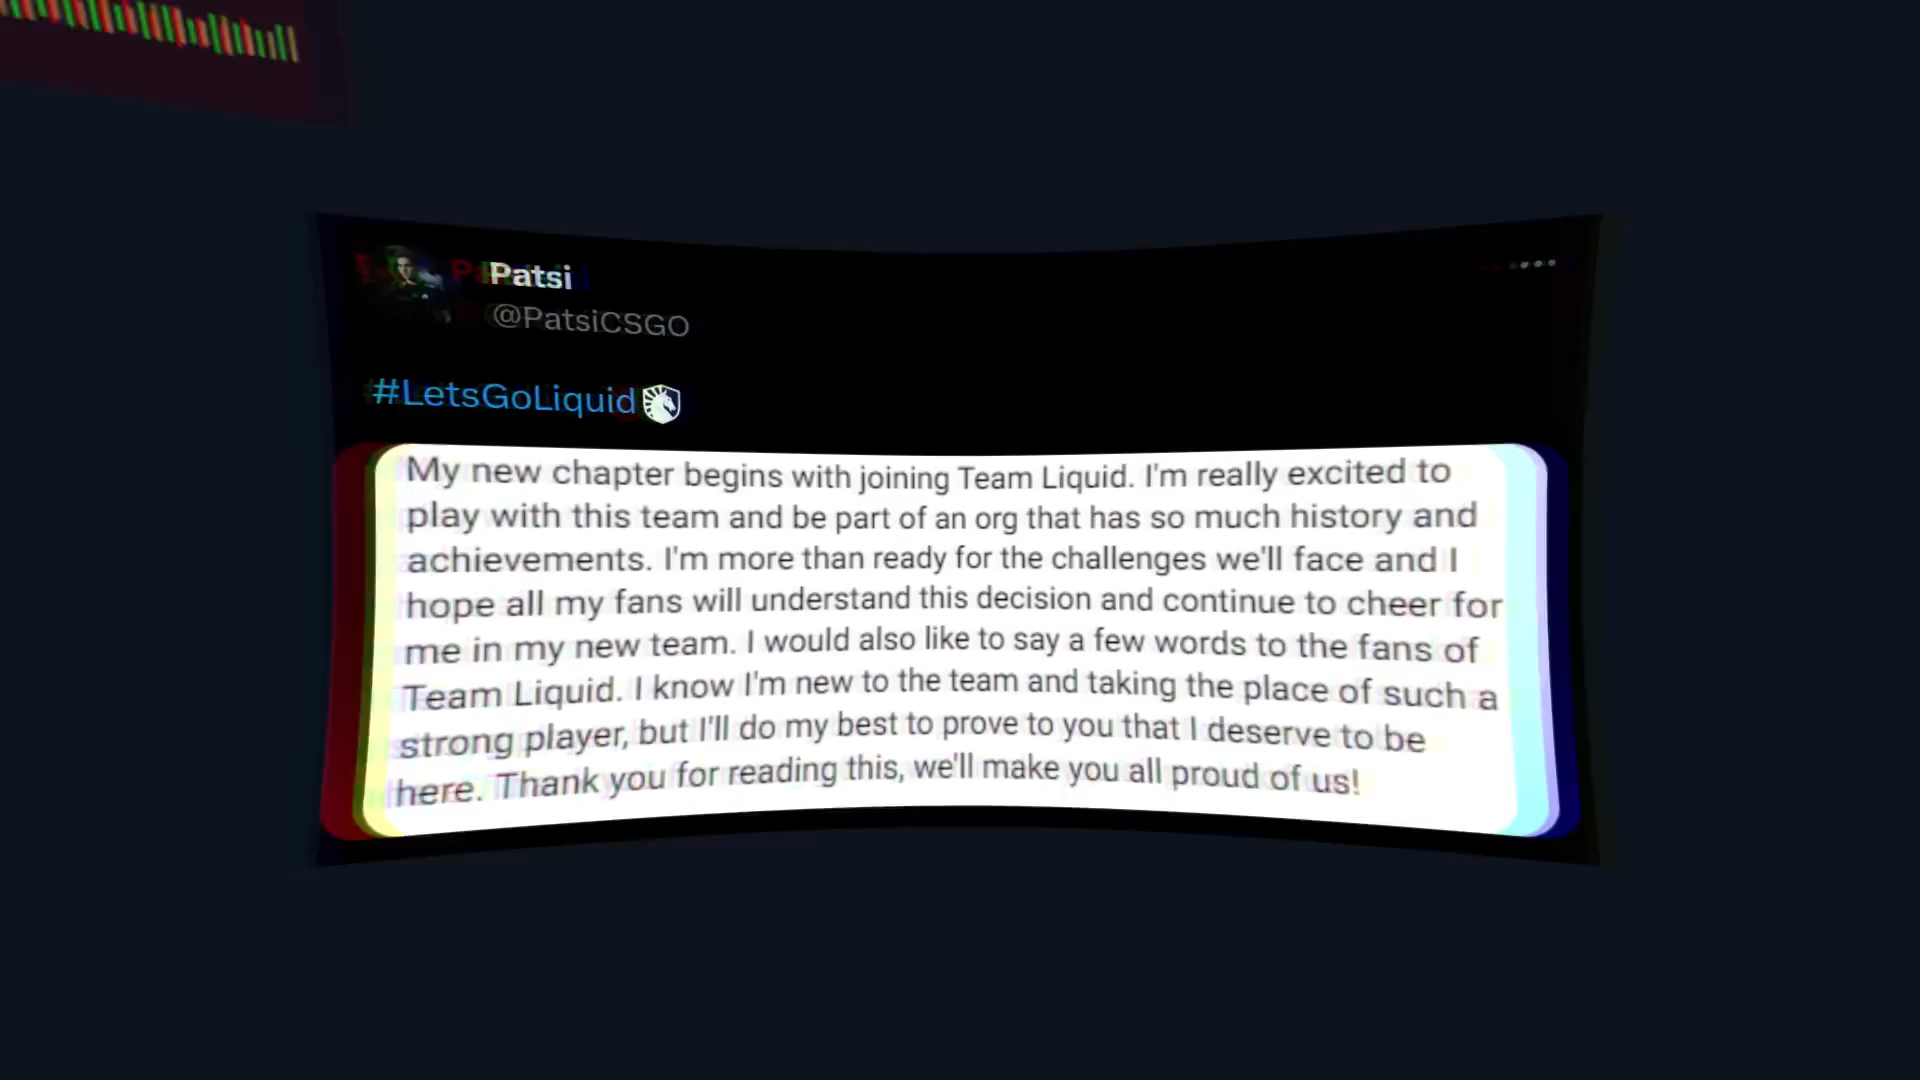 Patsi
@PatsiCSGO
#LetsGoLiquid
My new chapter begins with joining Team Liquid. I'm really excited to
play with this team and be part of an org that has so much history and
achievements. I'm more than ready for the challenges we'll face and I
hope all my fans will understand this decision and continue to cheer for
me in my new team. I would also like to say a few words to the fans of
Team Liquid. I know I'm new to the team and taking the place of such a
strong player, but I'll do my best to prove to you that I deserve to be
here. Thank you for reading this, we'll make you all proud of us!